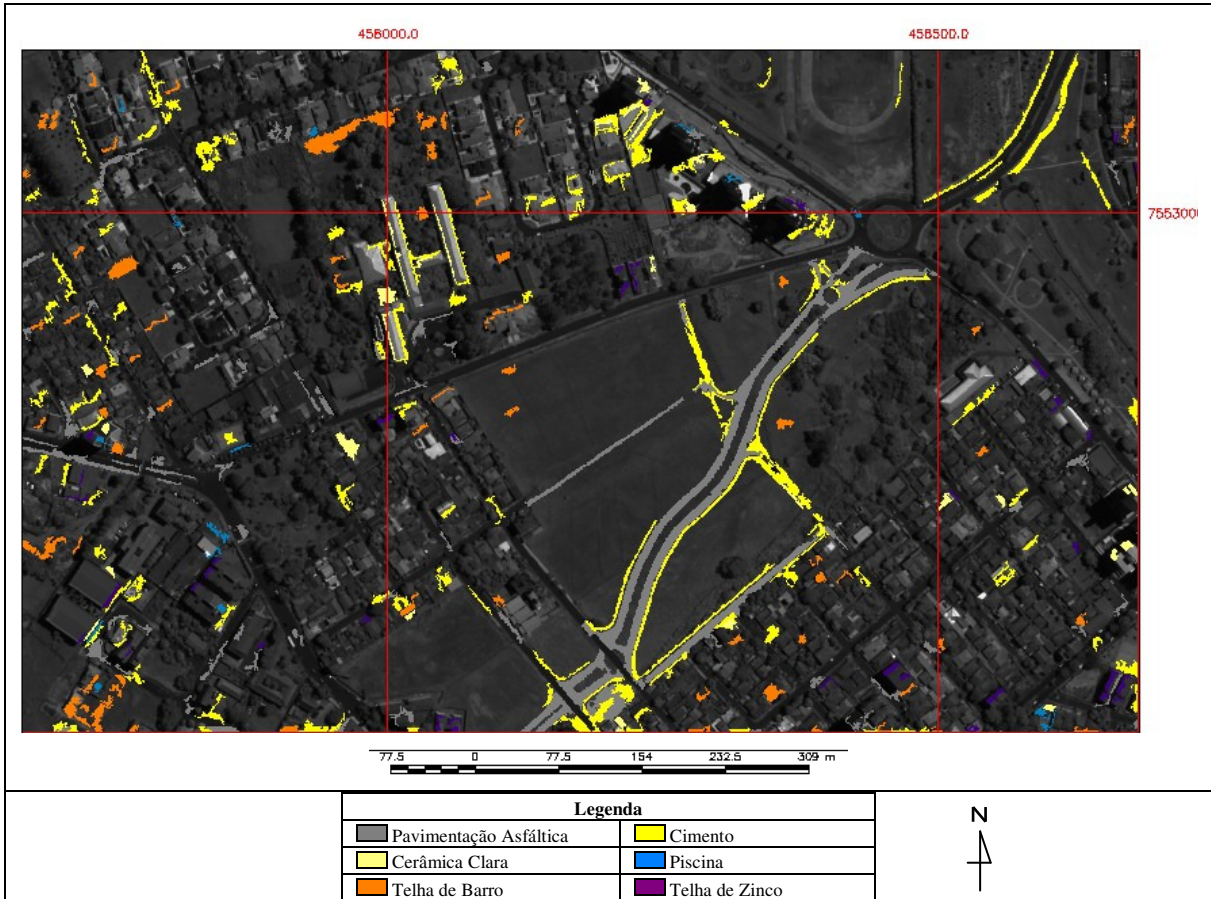 458000.0 458500.0
7553000
77.5 0 77.5 154 232.5 309 m
Legenda
Pavimentação Asfáltica Cimento
Cerâmica Clara Piscina
Telha de Barro Telha de Zinco
N